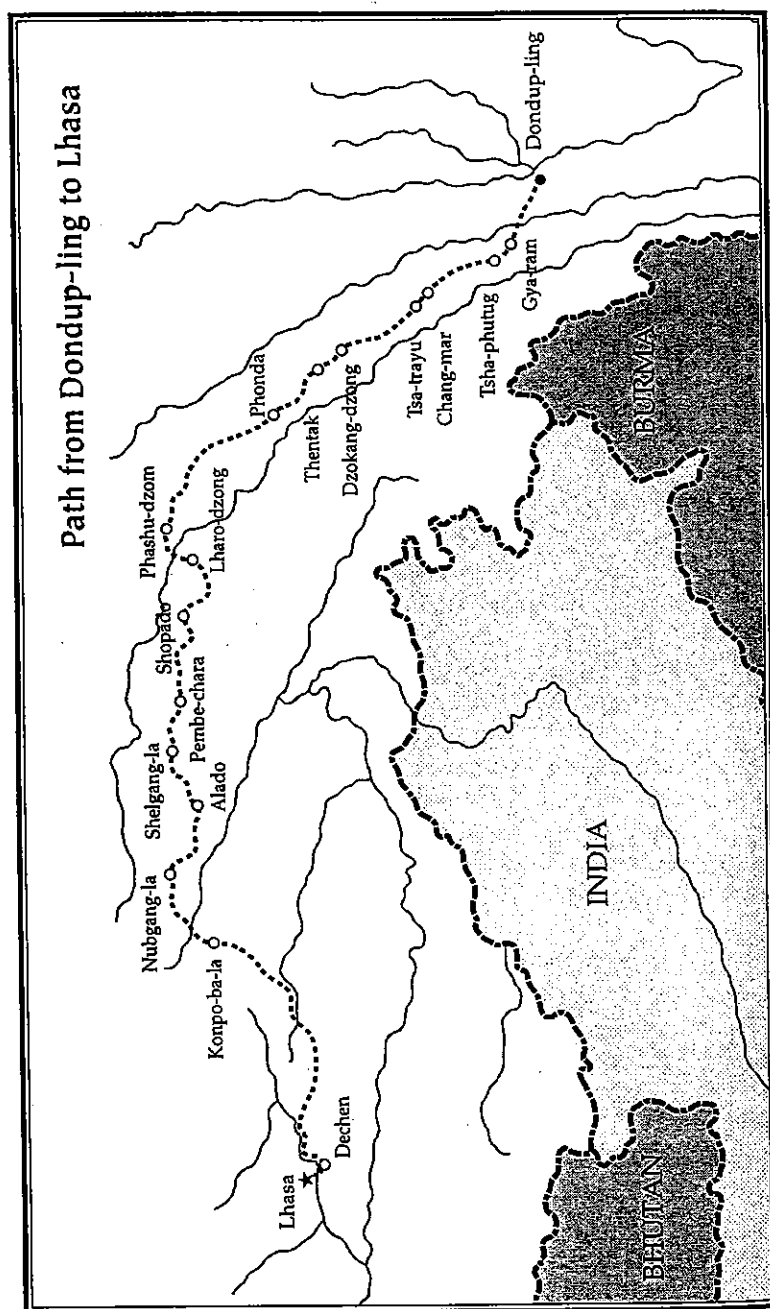 Path from Dondup-ling to Lhasa
Dondup-ling
Gya-ram
Tsha-phutug
Chang-mar
Tsa-trayu
Dzokang-dzong
Thentak
Phonda
Phashu-dzom
Lharo-dzong
Shopado
Pembe-chara
Shelgang-la
Alado
Nubgang-la
Konpo-ba-la
Lhasa
Dechen
BHUTAN
INDIA
BURMA